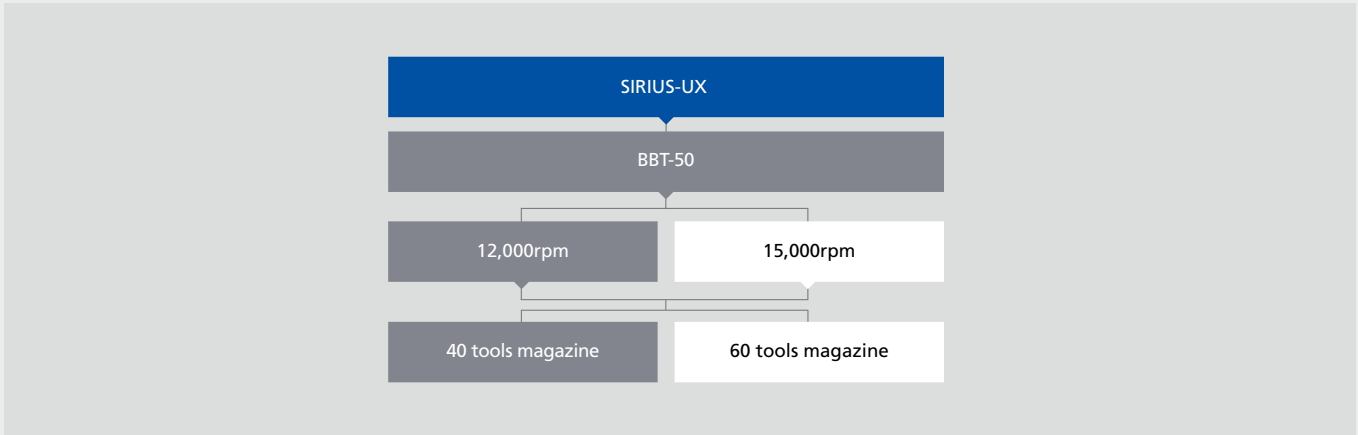 SIRIUS-UX
BBT-50
12,000rpm
15,000rpm
40 tools magazine
60 tools magazine